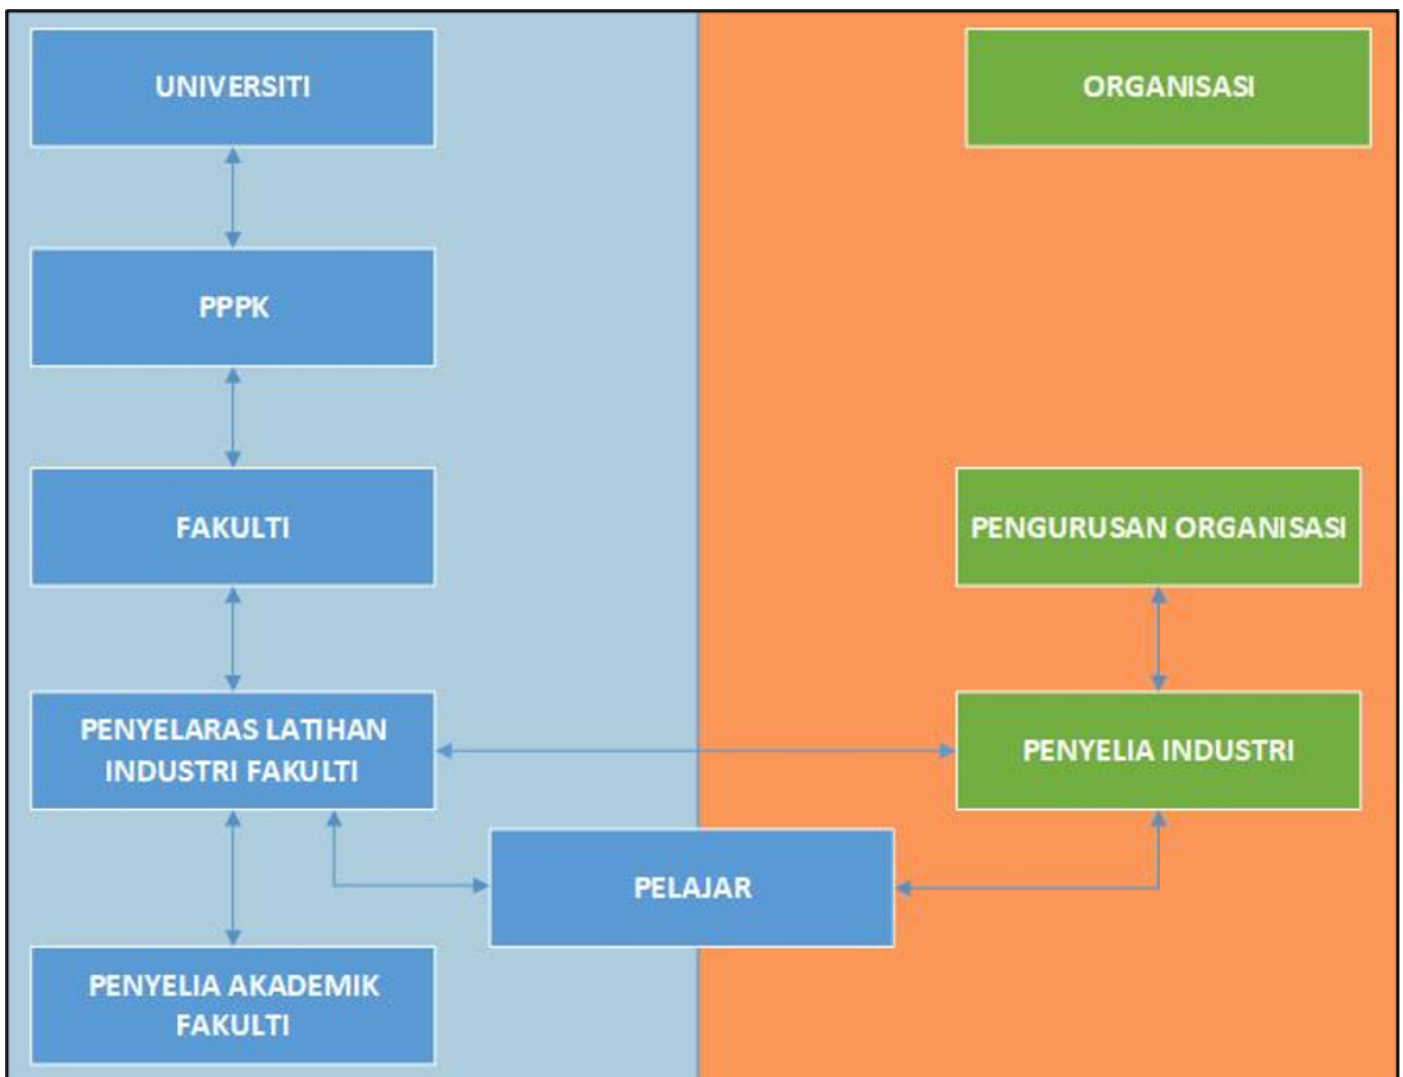 UNIVERSITI
ORGANISASI
PPPK
FAKULTI
PENGURUSAN ORGANISASI
PENYELARAS LATIHAN
INDUSTRI FAKULTI
PENYELIA INDUSTRI
PELAJAR
PENYELIA AKADEMIK
FAKULTI